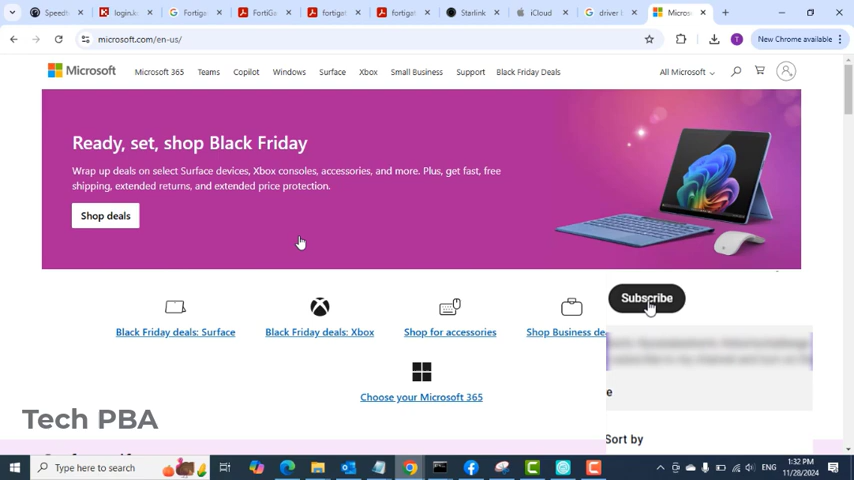 Speedt
login.k
Fortiga
FortiGa
fortigat
fortigat
Starlink
iCloud
driver b
Micros
microsoft.com/en-us/
New Chrome available
Microsoft
Microsoft 365
Teams
Copilot
Windows
Surface
Xbox
Small Business
Support
Black Friday Deals
All Microsoft
Ready, set, shop Black Friday
Wrap up deals on select Surface devices, Xbox consoles, accessories, and more. Plus, get fast, free
shipping, extended returns, and extended price protection.
Shop deals
Subscribe
Black Friday deals: Surface
Black Friday deals: Xbox
Shop for accessories
Shop Business de
Choose your Microsoft 365
Tech PBA
Sort by
Type here to search
ENG
1:32 PM
11/28/2024